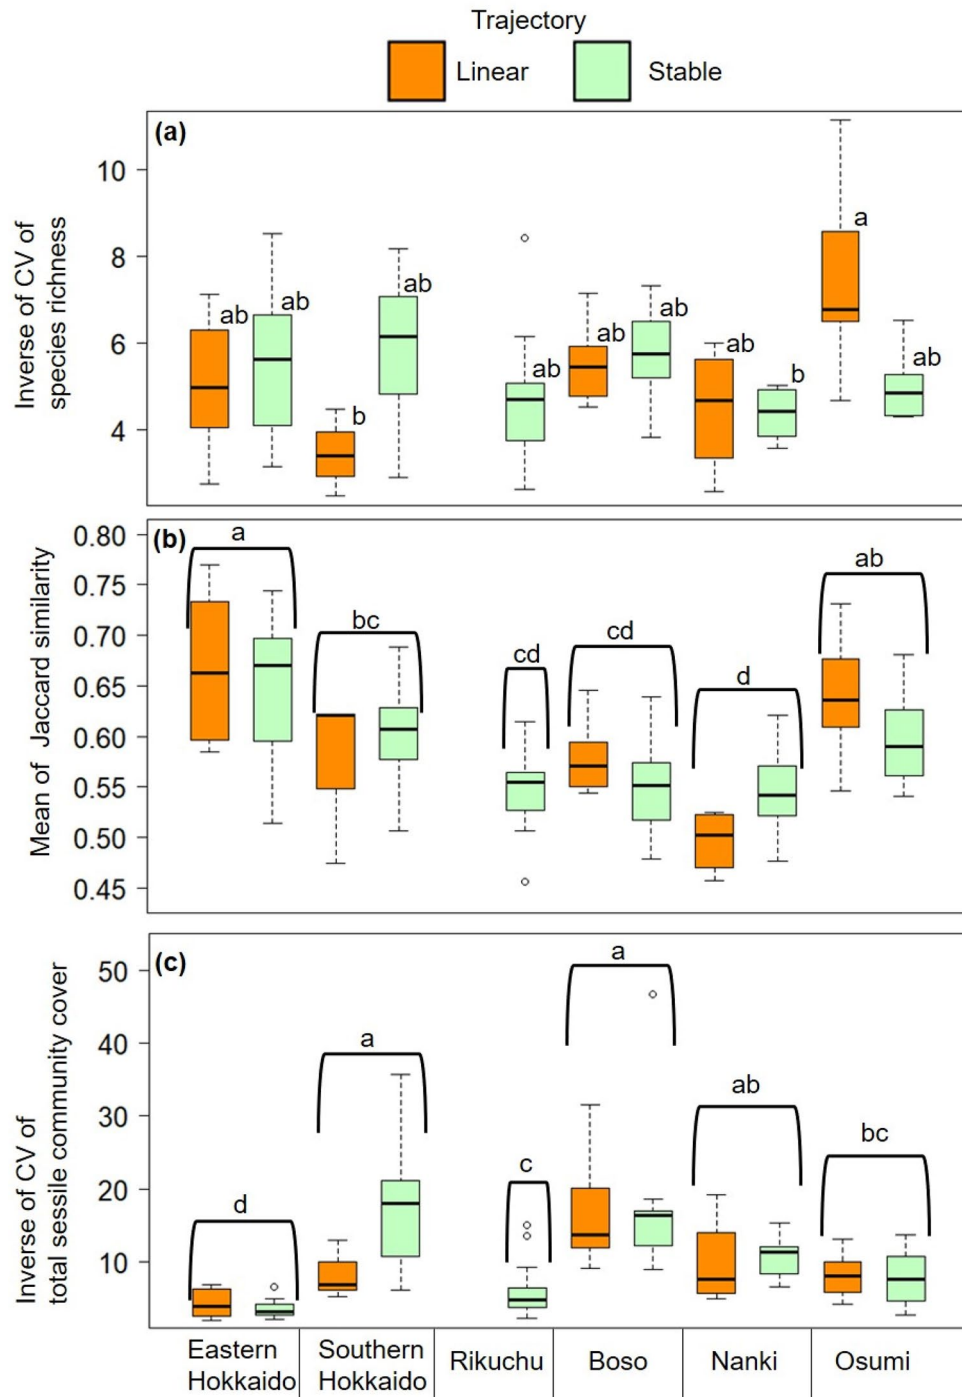 Trajectory
Linear Stable
(a)
Inverse of CV of
species richness
10
8
6
4
ab ab b ab ab ab ab ab b a ab
(b)
Mean of Jaccard similarity
0.80
0.75
0.70
0.65
0.60
0.55
0.50
0.45
a bc cd cd d ab
(c)
Inverse of CV of
total sessile community cover
50
40
30
20
10
d a c a ab bc
Eastern
Hokkaido
Southern
Hokkaido
Rikuchu
Boso
Nanki
Osumi